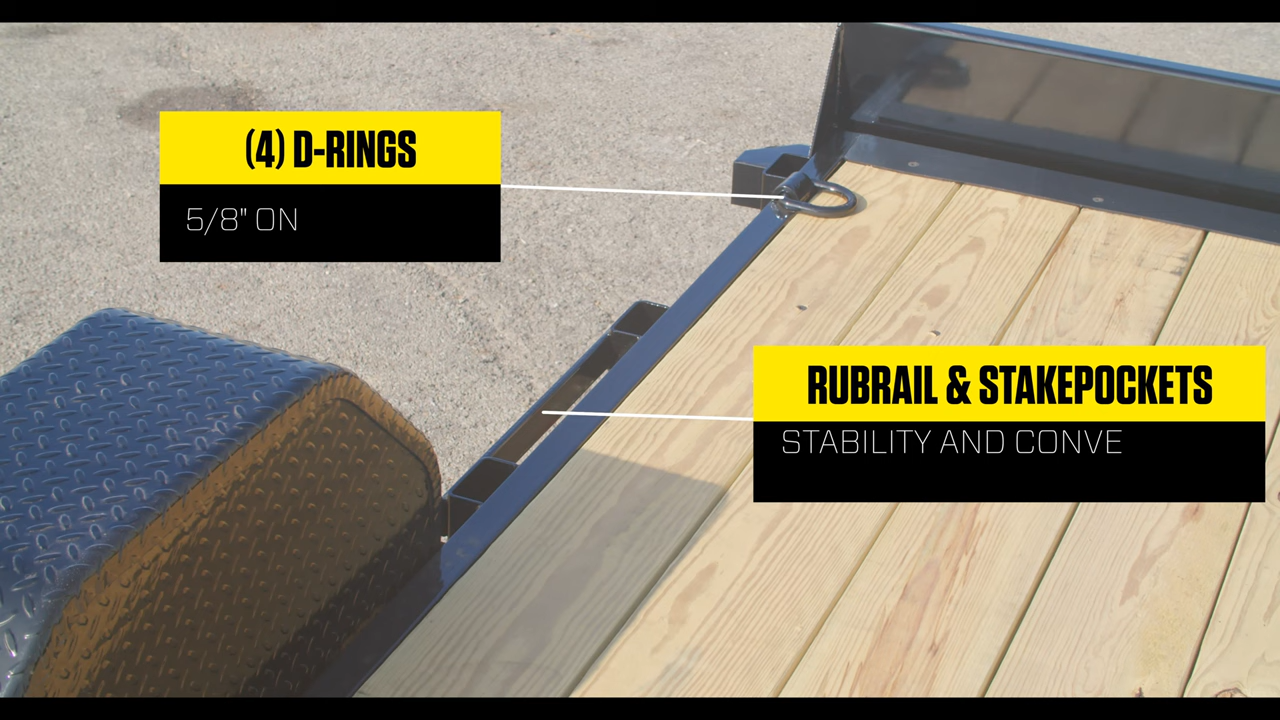 (4) D-RINGS
5/8" ON
RUBRAIL & STAKEPOCKETS
STABILITY AND CONVE